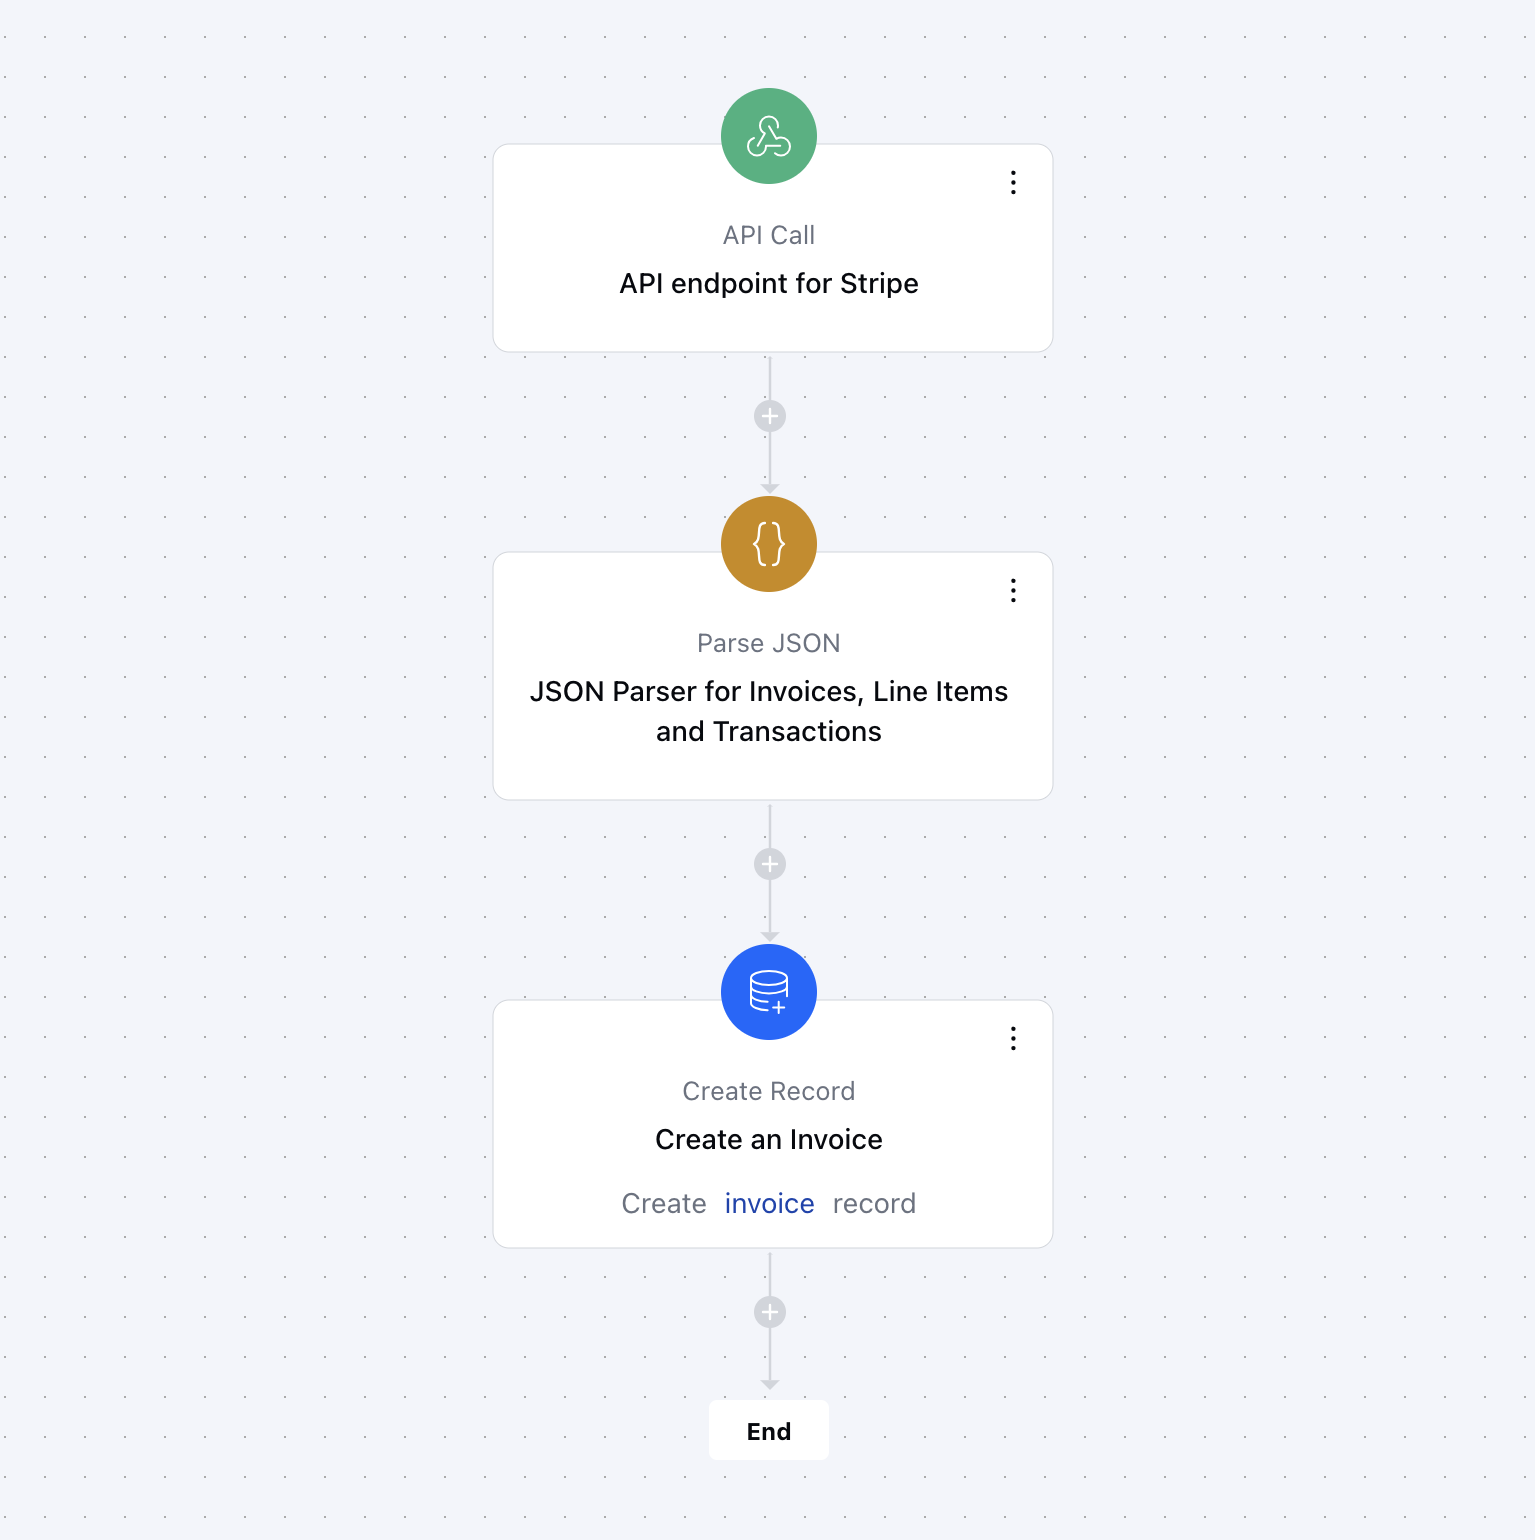 API Call
API endpoint for Stripe
Parse JSON
JSON Parser for Invoices, Line Items
and Transactions
Create Record
Create an Invoice
Create invoice record
End